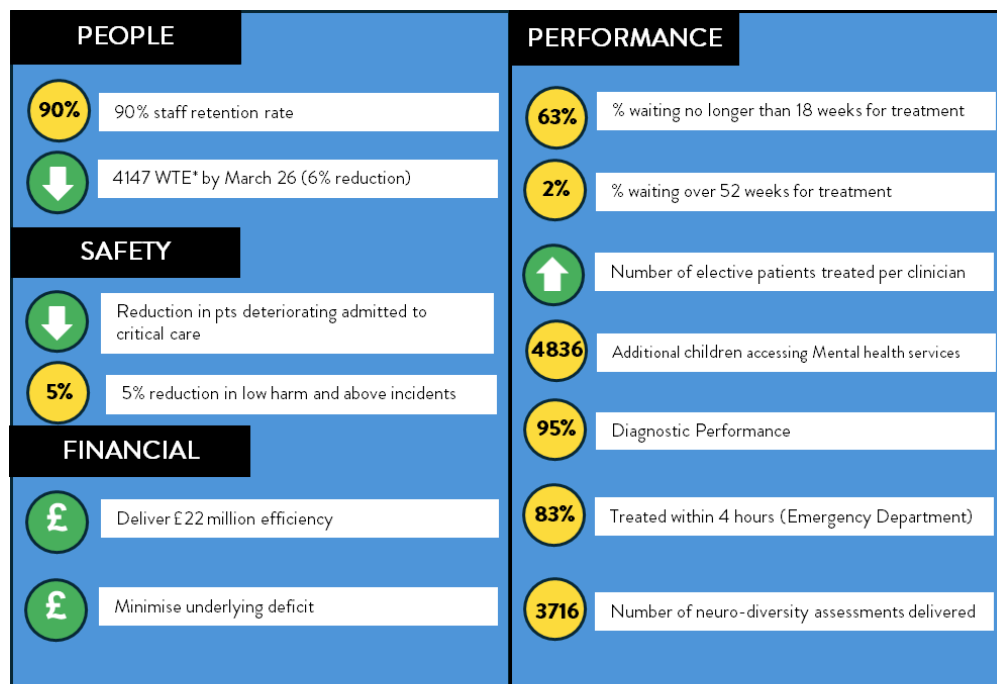 PEOPLE
90%
90% staff retention rate
4147 WTE* by March 26 (6% reduction)
SAFETY
Reduction in pts deteriorating admitted to
critical care
5%
5% reduction in low harm and above incidents
FINANCIAL
£
Deliver £22 million efficiency
£
Minimise underlying deficit
PERFORMANCE
63%
% waiting no longer than 18 weeks for treatment
2%
% waiting over 52 weeks for treatment
Number of elective patients treated per clinician
4836
Additional children accessing Mental health services
95%
Diagnostic Performance
83%
Treated within 4 hours (Emergency Department)
3716
Number of neuro-diversity assessments delivered